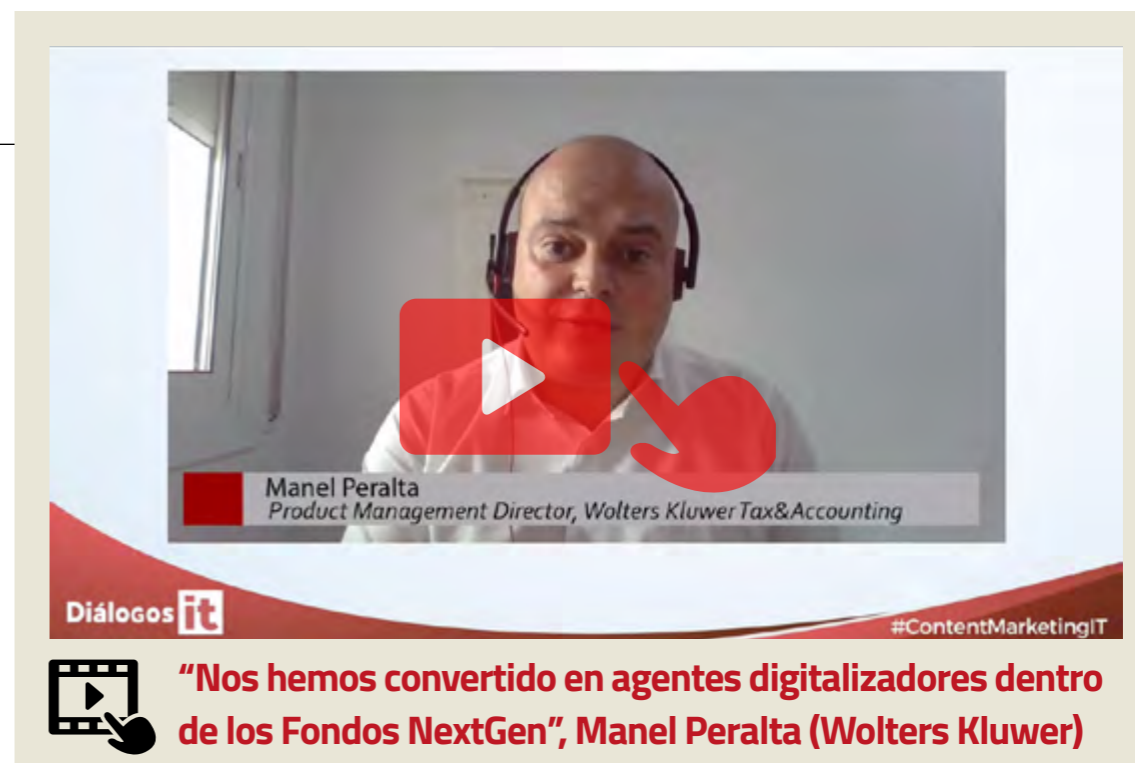 Manel Peralta
Product Management Director, Wolters Kluwer Tax&Accounting
Diálogos it
#ContentMarketingIT
“Nos hemos convertido en agentes digitalizadores dentro
de los Fondos NextGen”, Manel Peralta (Wolters Kluwer)